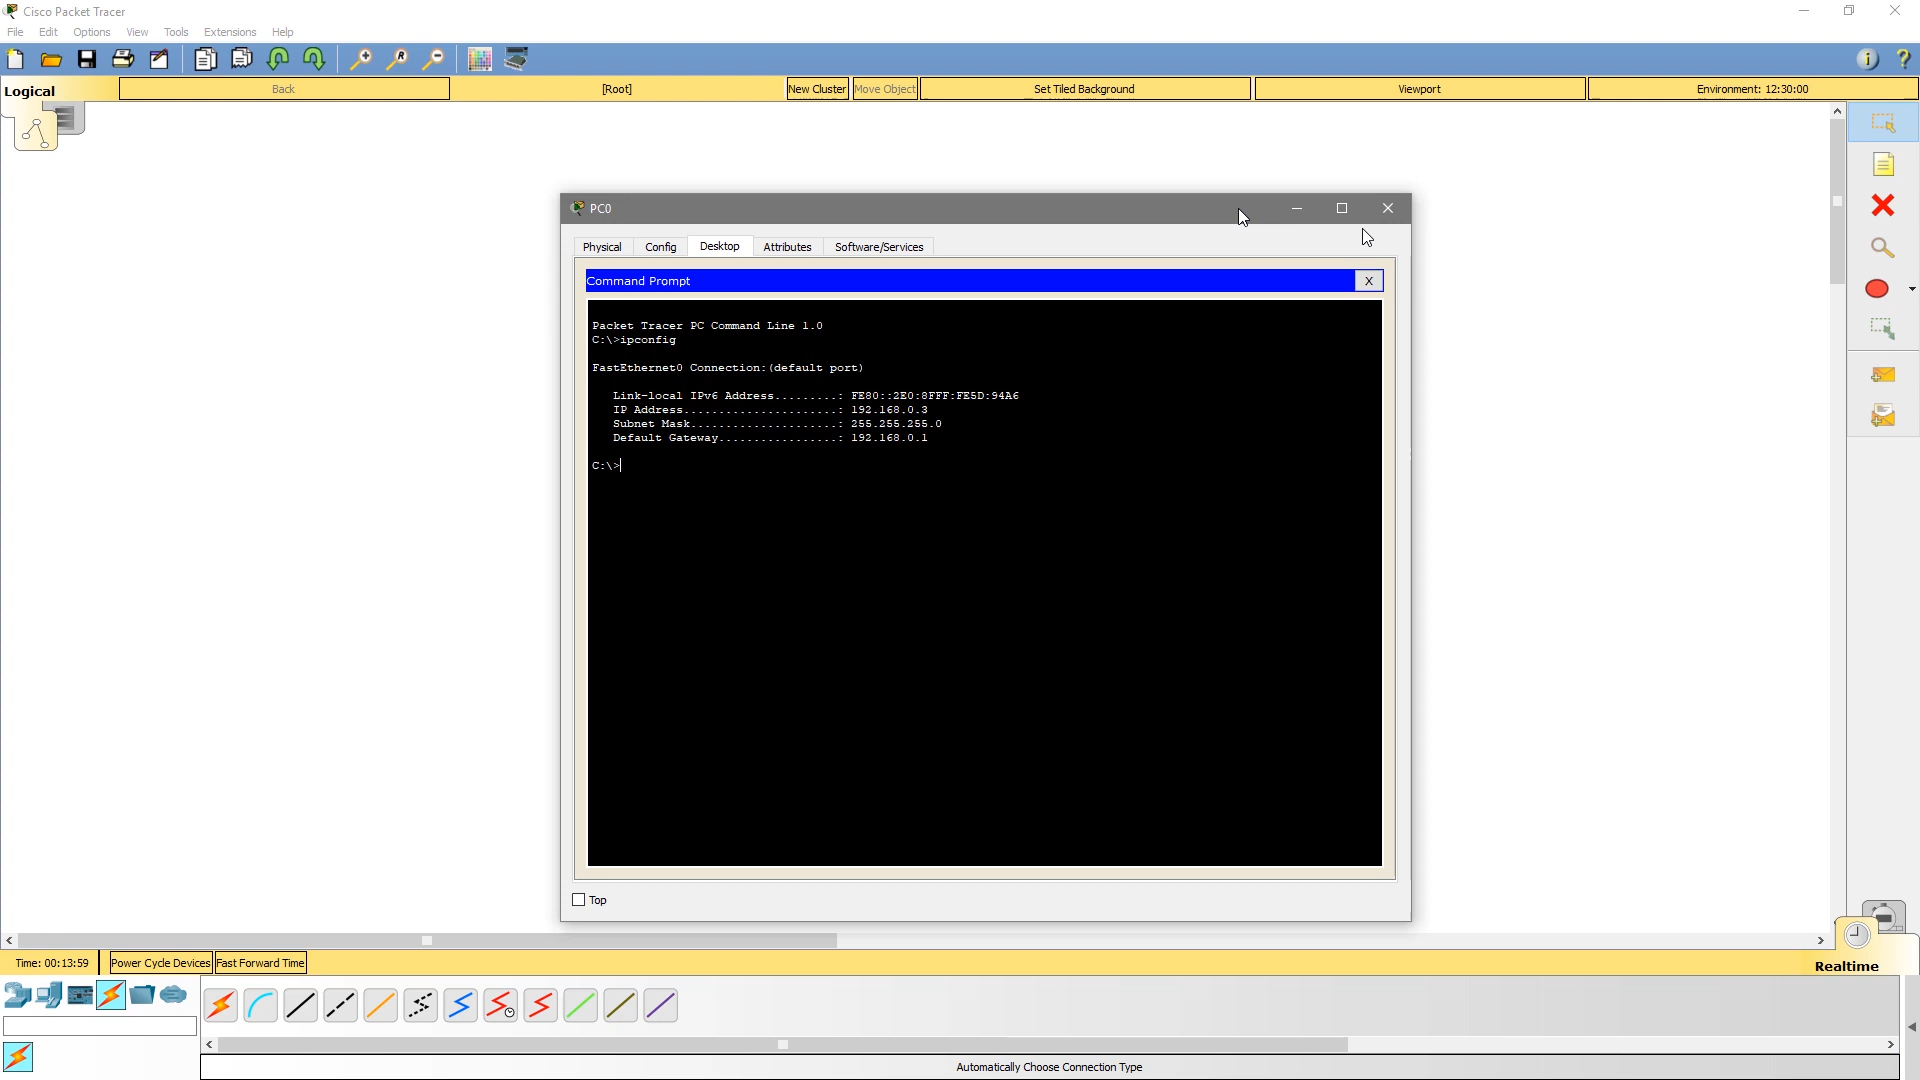 Cisco Packet Tracer
File Edit Options View Tools Extensions Help
Logical
Back
[Root]
New Cluster
Move Object
Set Tiled Background
Viewport
Environment: 12:30:00
PC0
Physical Config Desktop Attributes Software/Services
Command Prompt
X
Packet Tracer PC Command Line 1.0
C:\>ipconfig
FastEthernet0 Connection:(default port)
Link-local IPv6 Address.........: FE80::2E0:8FFF:FE5D:94A6
IP Address......................: 192.168.0.3
Subnet Mask.....................: 255.255.255.0
Default Gateway.................: 192.168.0.1
C:\>
Top
Time: 00:13:59
Power Cycle Devices
Fast Forward Time
Realtime
Automatically Choose Connection Type